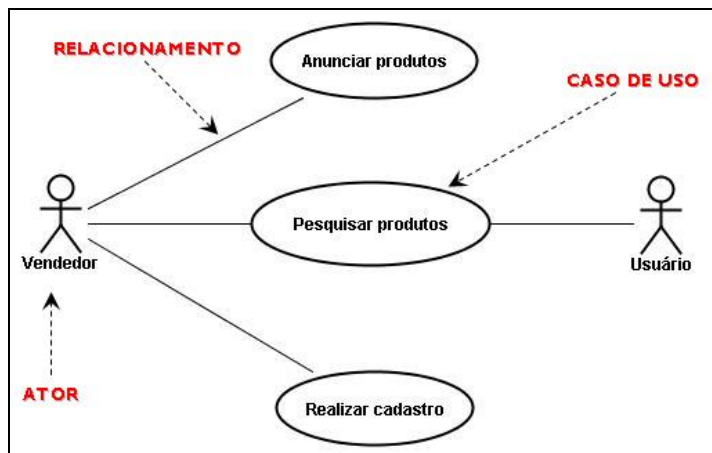 RELACIONAMENTO
Anunciar produtos
CASO DE USO
Pesquisar produtos
Vendedor
Usuário
ATOR
Realizar cadastro